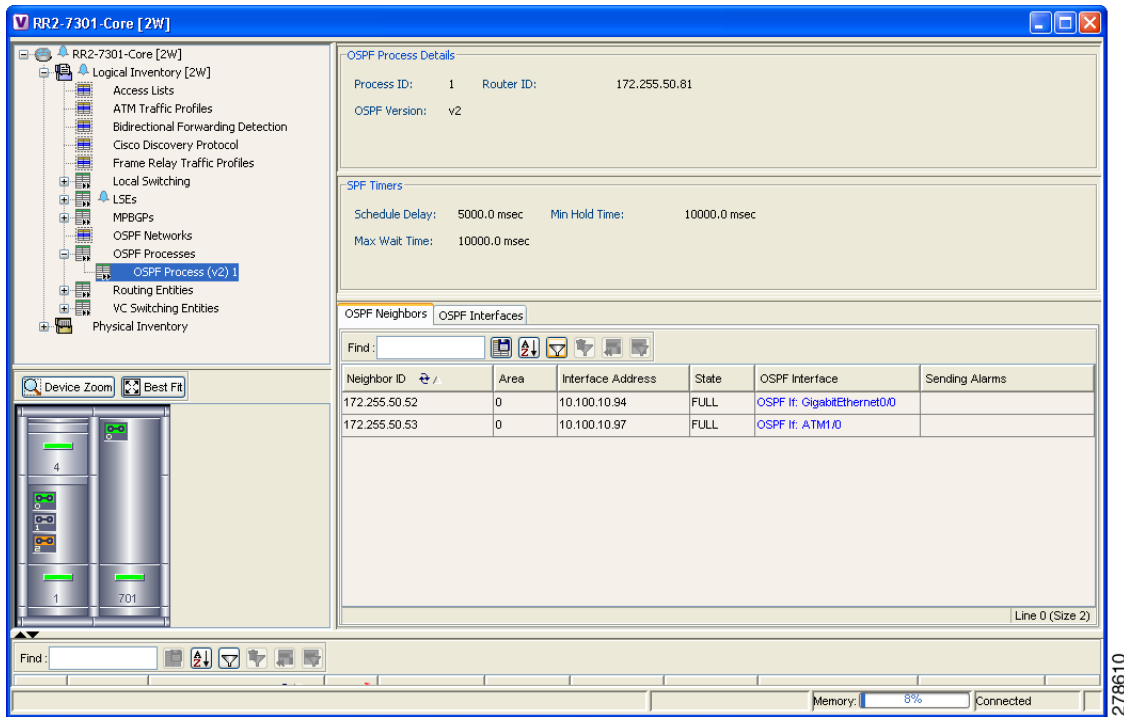 RR2-7301-Core [2W]
RR2-7301-Core [2W]
Logical Inventory [2W]
Access Lists
ATM Traffic Profiles
Bidirectional Forwarding Detection
Cisco Discovery Protocol
Frame Relay Traffic Profiles
Local Switching
LSEs
MPBGPs
OSPF Networks
OSPF Processes
OSPF Process (v2) 1
Routing Entities
VC Switching Entities
Physical Inventory
Device Zoom Best Fit
4
0
0
1
2
1 701
OSPF Process Details
Process ID: 1 Router ID: 172.255.50.81
OSPF Version: v2
SPF Timers
Schedule Delay: 5000.0 msec Min Hold Time: 10000.0 msec
Max Wait Time: 10000.0 msec
OSPF Neighbors OSPF Interfaces
Find :
Neighbor ID Area Interface Address State OSPF Interface Sending Alarms
172.255.50.52 0 10.100.10.94 FULL OSPF If: GigabitEthernet0/0
172.255.50.53 0 10.100.10.97 FULL OSPF If: ATM1/0
Line 0 (Size 2)
Find :
Memory: 8% Connected
278610